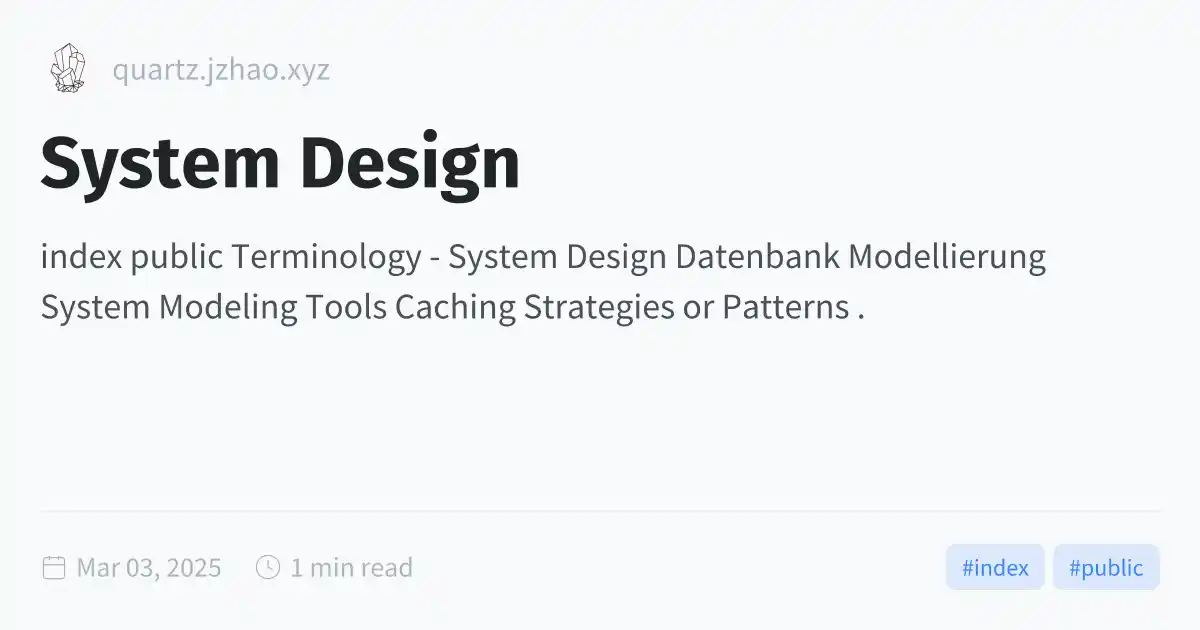 quartz.jzhao.xyz
System Design
index public Terminology - System Design Datenbank Modellierung
System Modeling Tools Caching Strategies or Patterns .
Mar 03, 2025 1 min read #index #public